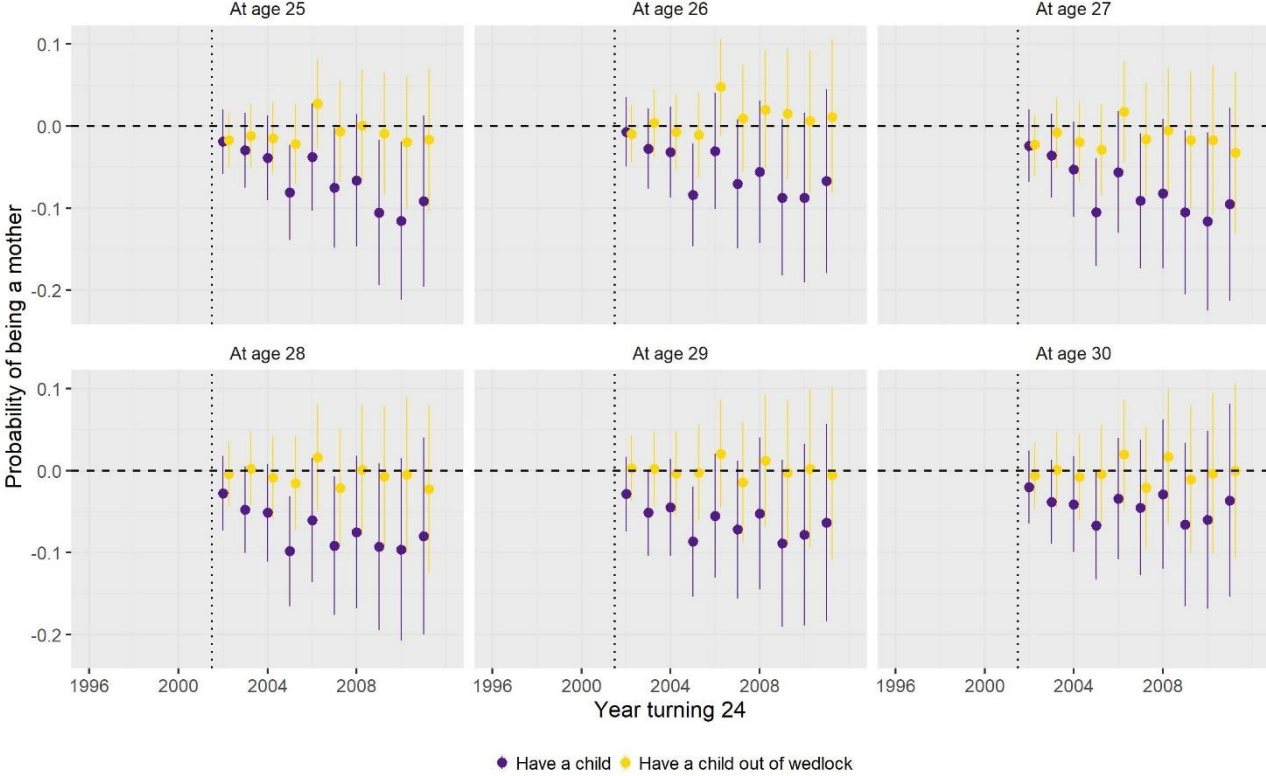 At age 25
At age 26
At age 27
0.1
0.0
-0.1
-0.2
At age 28
At age 29
At age 30
0.1
0.0
-0.1
-0.2
Probability of being a mother
1996 2000 2004 2008
1996 2000 2004 2008
1996 2000 2004 2008
Year turning 24
Have a child Have a child out of wedlock